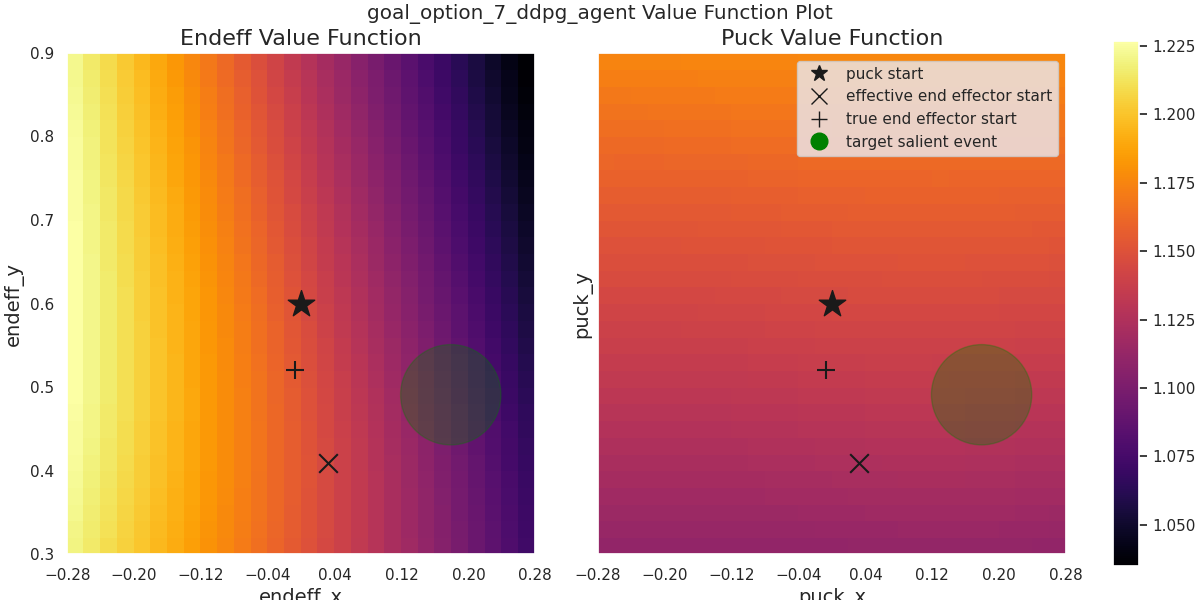 goal_option_7_ddpg_agent Value Function Plot
Endeff Value Function
0.9
0.8
0.7
0.6
0.5
0.4
0.3
endeff_y
−0.28 −0.20 −0.12 −0.04 0.04 0.12 0.20 0.28
endeff_x
Puck Value Function
puck start
effective end effector start
true end effector start
target salient event
puck_y
−0.28 −0.20 −0.12 −0.04 0.04 0.12 0.20 0.28
puck_x
1.225
1.200
1.175
1.150
1.125
1.100
1.075
1.050